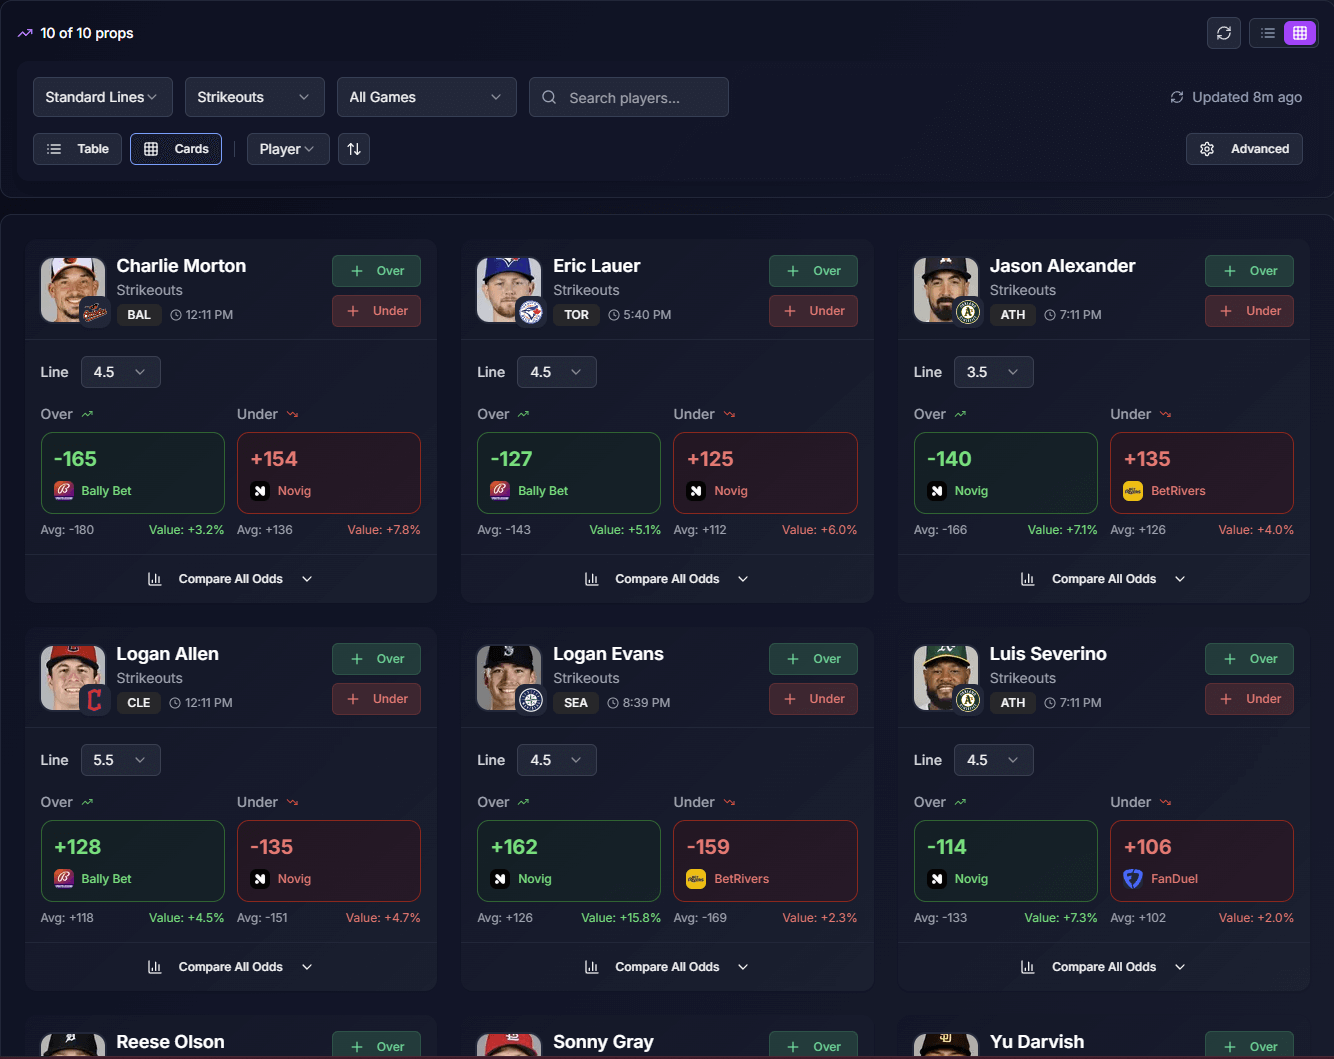 10 of 10 props
Standard Lines
Strikeouts
All Games
Search players...
Updated 8m ago
Table
Cards
Player
Advanced
Charlie Morton
Strikeouts
BAL
12:11 PM
Over
Under
Line
4.5
Over
Under
-165
Bally Bet
+154
Novig
Avg: -180
Value: +3.2%
Avg: +136
Value: +7.8%
Compare All Odds
Eric Lauer
Strikeouts
TOR
5:40 PM
Over
Under
Line
4.5
Over
Under
-127
Bally Bet
+125
Novig
Avg: -143
Value: +5.1%
Avg: +112
Value: +6.0%
Compare All Odds
Jason Alexander
Strikeouts
ATH
7:11 PM
Over
Under
Line
3.5
Over
Under
-140
Novig
+135
BetRivers
Avg: -166
Value: +7.1%
Avg: +126
Value: +4.0%
Compare All Odds
Logan Allen
Strikeouts
CLE
12:11 PM
Over
Under
Line
5.5
Over
Under
+128
Bally Bet
-135
Novig
Avg: +118
Value: +4.5%
Avg: -151
Value: +4.7%
Compare All Odds
Logan Evans
Strikeouts
SEA
8:39 PM
Over
Under
Line
4.5
Over
Under
+162
Novig
-159
BetRivers
Avg: +126
Value: +15.8%
Avg: -169
Value: +2.3%
Compare All Odds
Luis Severino
Strikeouts
ATH
7:11 PM
Over
Under
Line
4.5
Over
Under
-114
Novig
+106
FanDuel
Avg: -133
Value: +7.3%
Avg: +102
Value: +2.0%
Compare All Odds
Reese Olson
Over
Sonny Gray
Over
Yu Darvish
Over